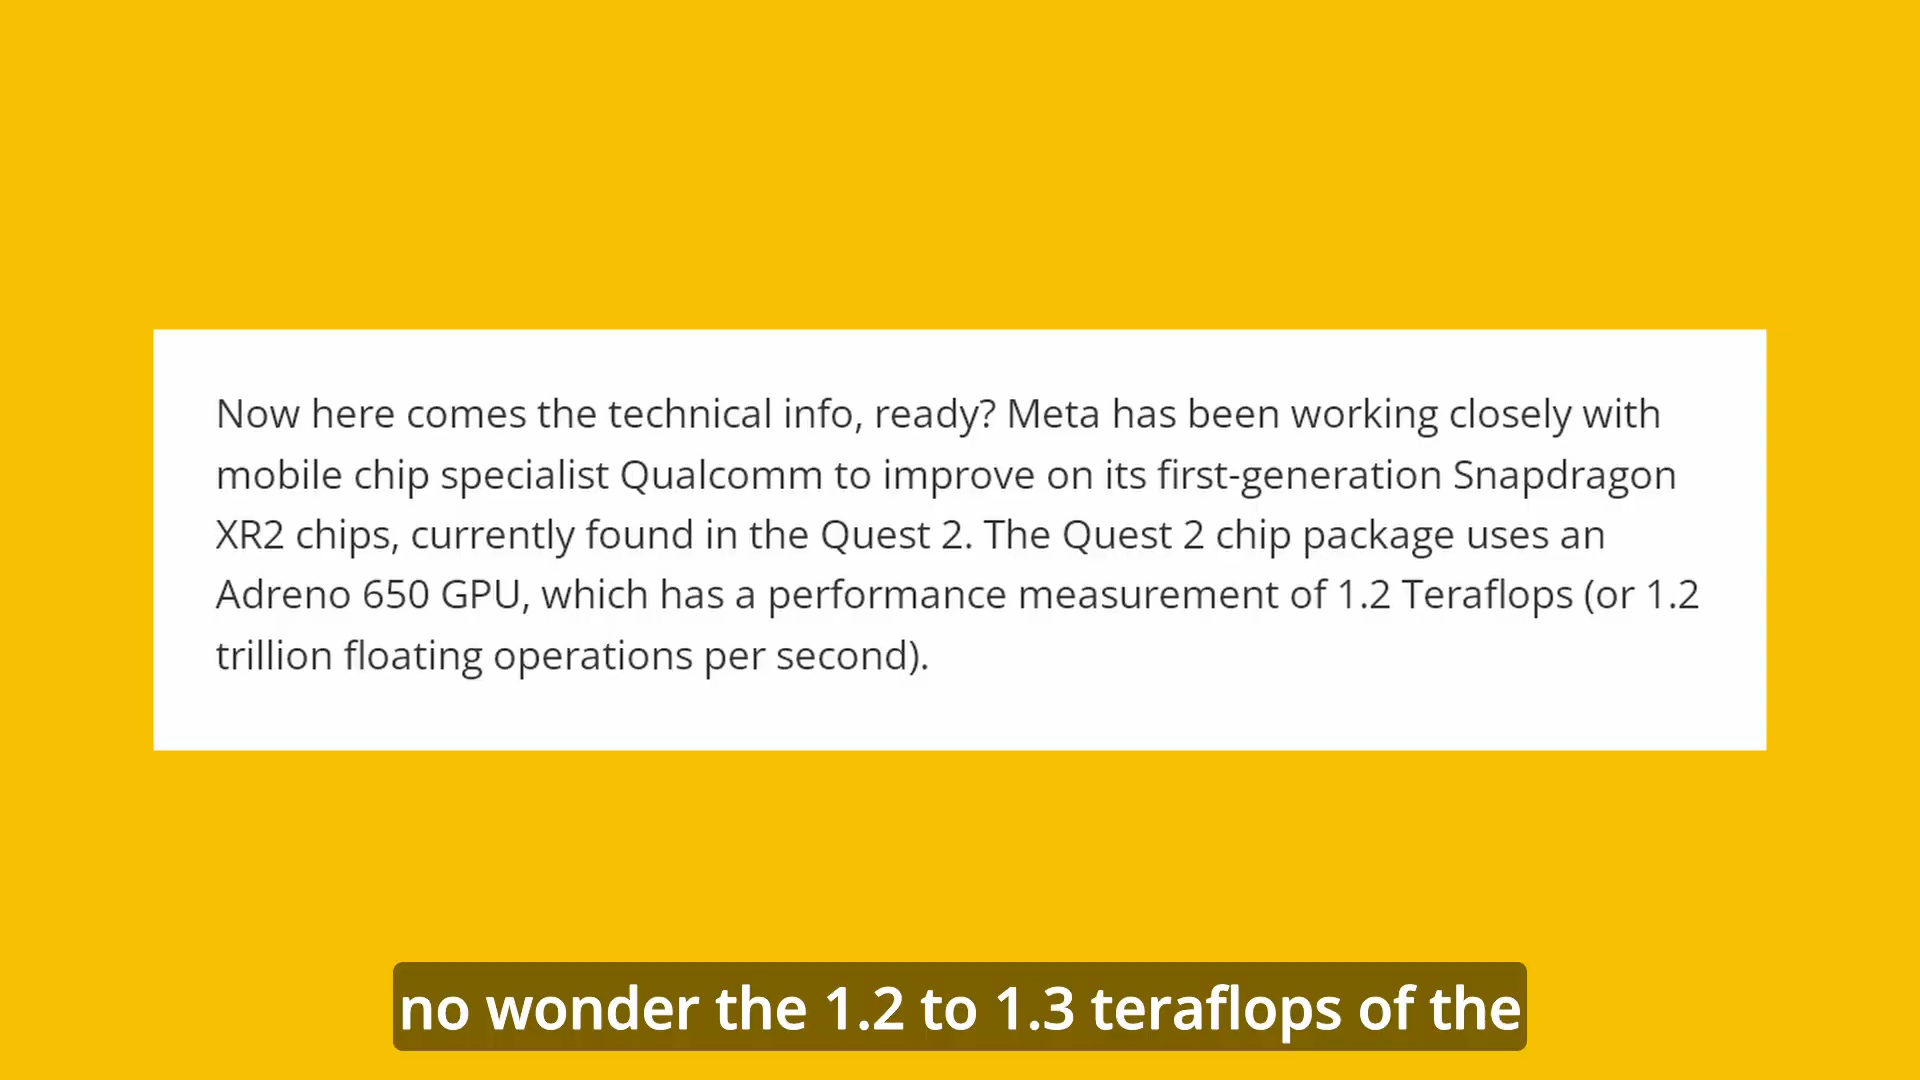 Now here comes the technical info, ready? Meta has been working closely with
mobile chip specialist Qualcomm to improve on its first-generation Snapdragon
XR2 chips, currently found in the Quest 2. The Quest 2 chip package uses an
Adreno 650 GPU, which has a performance measurement of 1.2 Teraflops (or 1.2
trillion floating operations per second).
no wonder the 1.2 to 1.3 teraflops of the